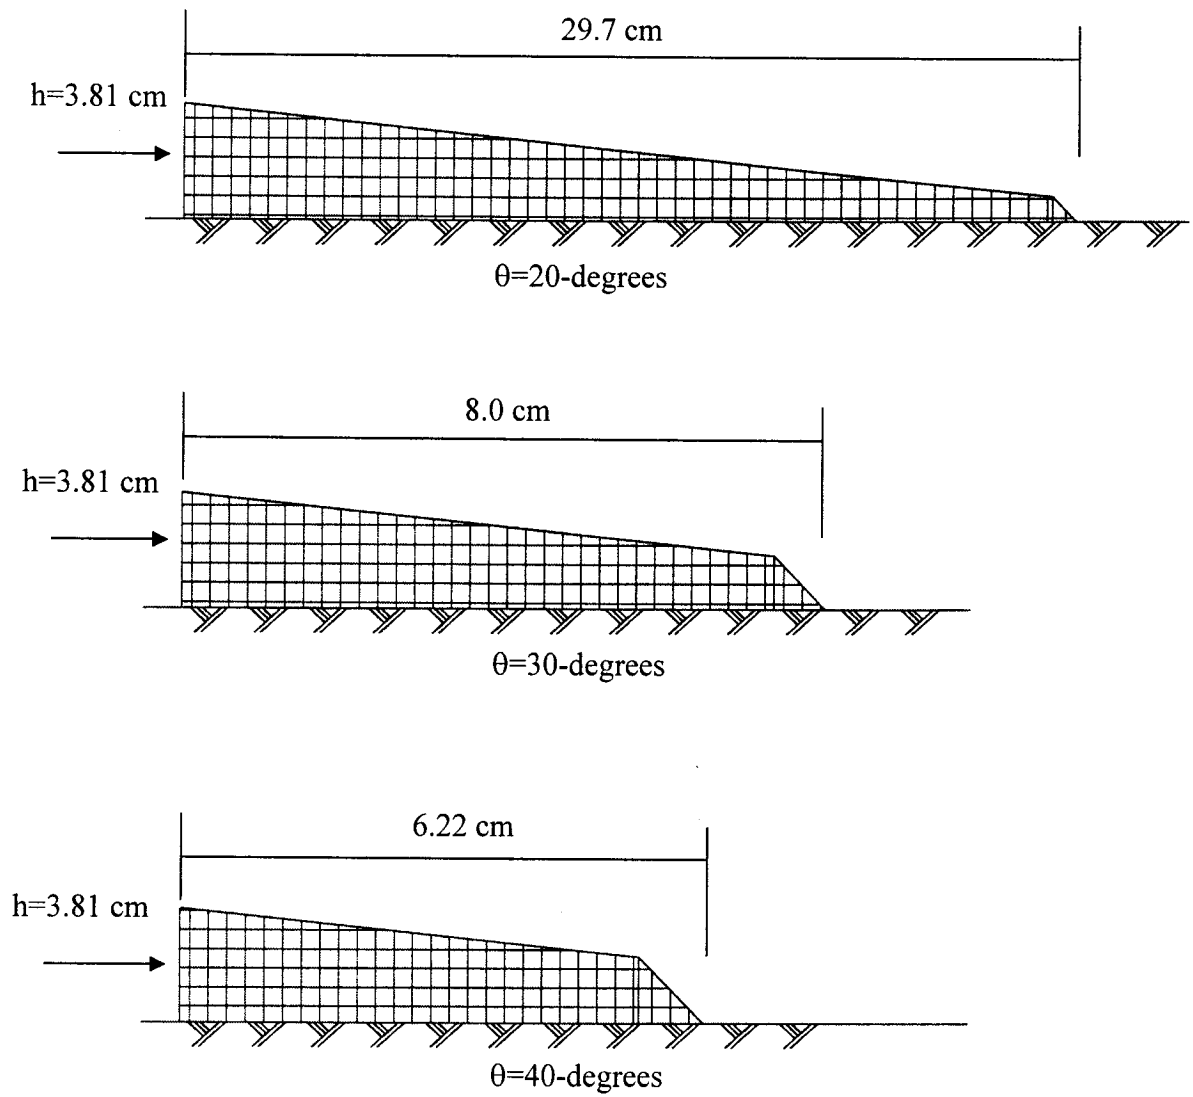 29.7 cm
h=3.81 cm
θ=20-degrees
8.0 cm
h=3.81 cm
θ=30-degrees
6.22 cm
h=3.81 cm
θ=40-degrees